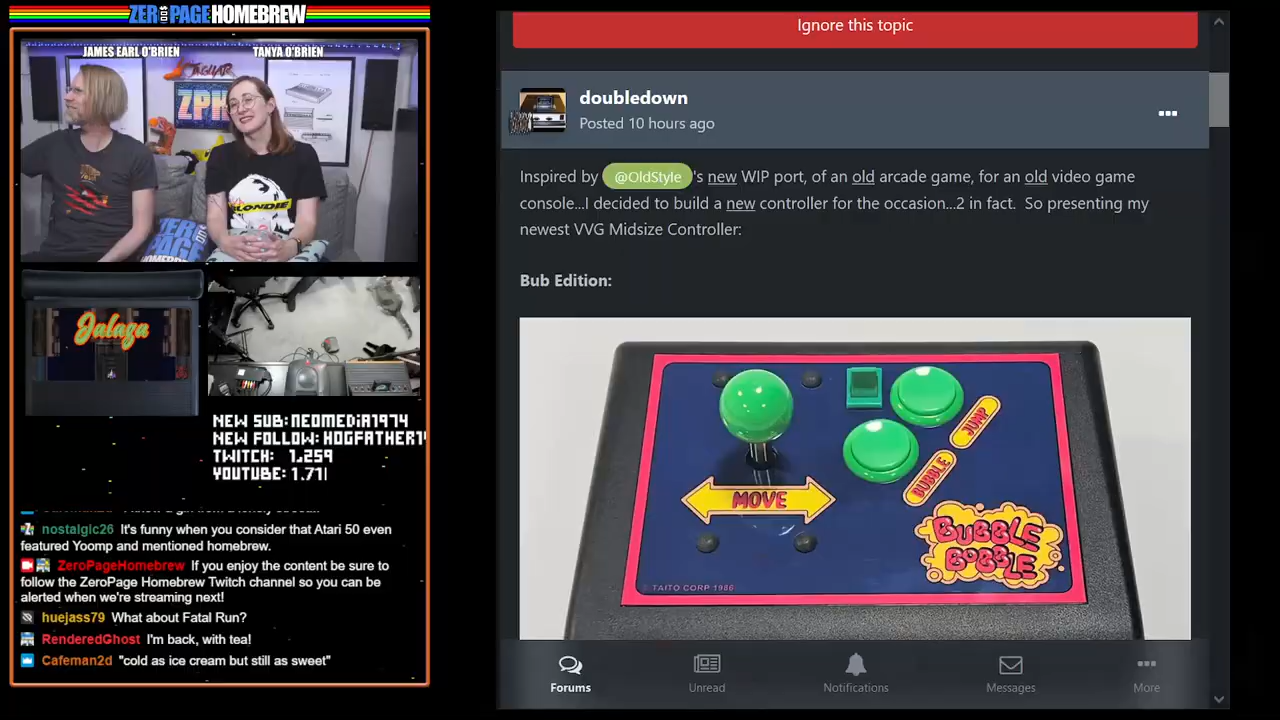 ZERO PAGE HOMEBREW
JAMES EARL O'BRIEN
TANYA O'BRIEN
JAGUAR
ZPH
BLONDIE
ZERO
PAGE
Jalaga
NEW SUB:NEOMEDIA1974
NEW FOLLOW:HOGFATHER1
TWITCH: 1,259
YOUTUBE: 1.71
nostalgic26 It's funny when you consider that Atari 50 even
featured Yoomp and mentioned homebrew.
ZeroPageHomebrew If you enjoy the content be sure to
follow the ZeroPage Homebrew Twitch channel so you can be
alerted when we're streaming next!
huejass79 What about Fatal Run?
RenderedGhost I'm back, with tea!
Cafeman2d "cold as ice cream but still as sweet"
Ignore this topic
doubledown
Posted 10 hours ago
Inspired by @OldStyle 's new WIP port, of an old arcade game, for an old video game
console...I decided to build a new controller for the occasion...2 in fact. So presenting my
newest VVG Midsize Controller:
Bub Edition:
JUMP
BUBBLE
MOVE
BUBBLE
BOBBLE
© TAITO CORP 1986
Forums
Unread
Notifications
Messages
More